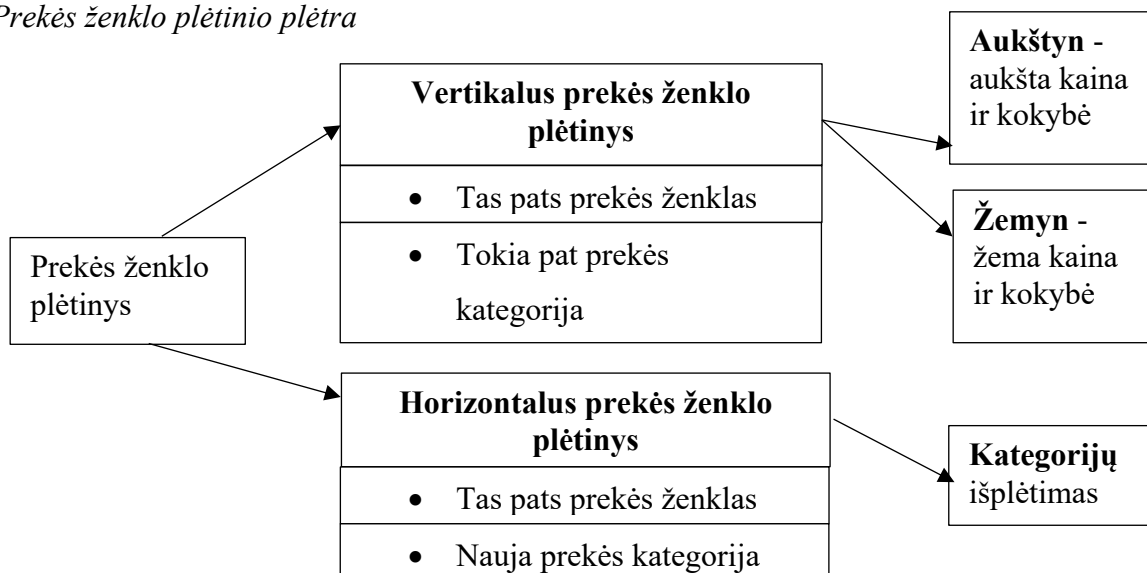 Prekės ženklo plėtinio plėtra
Aukštyn -
aukšta kaina
ir kokybė
Vertikalus prekės ženklo
plėtinys
• Tas pats prekės ženklas
• Tokia pat prekės
kategorija
Žemyn -
žema kaina
ir kokybė
Prekės ženklo
plėtinys
Horizontalus prekės ženklo
plėtinys
• Tas pats prekės ženklas
• Nauja prekės kategorija
Kategorijų
išplėtimas